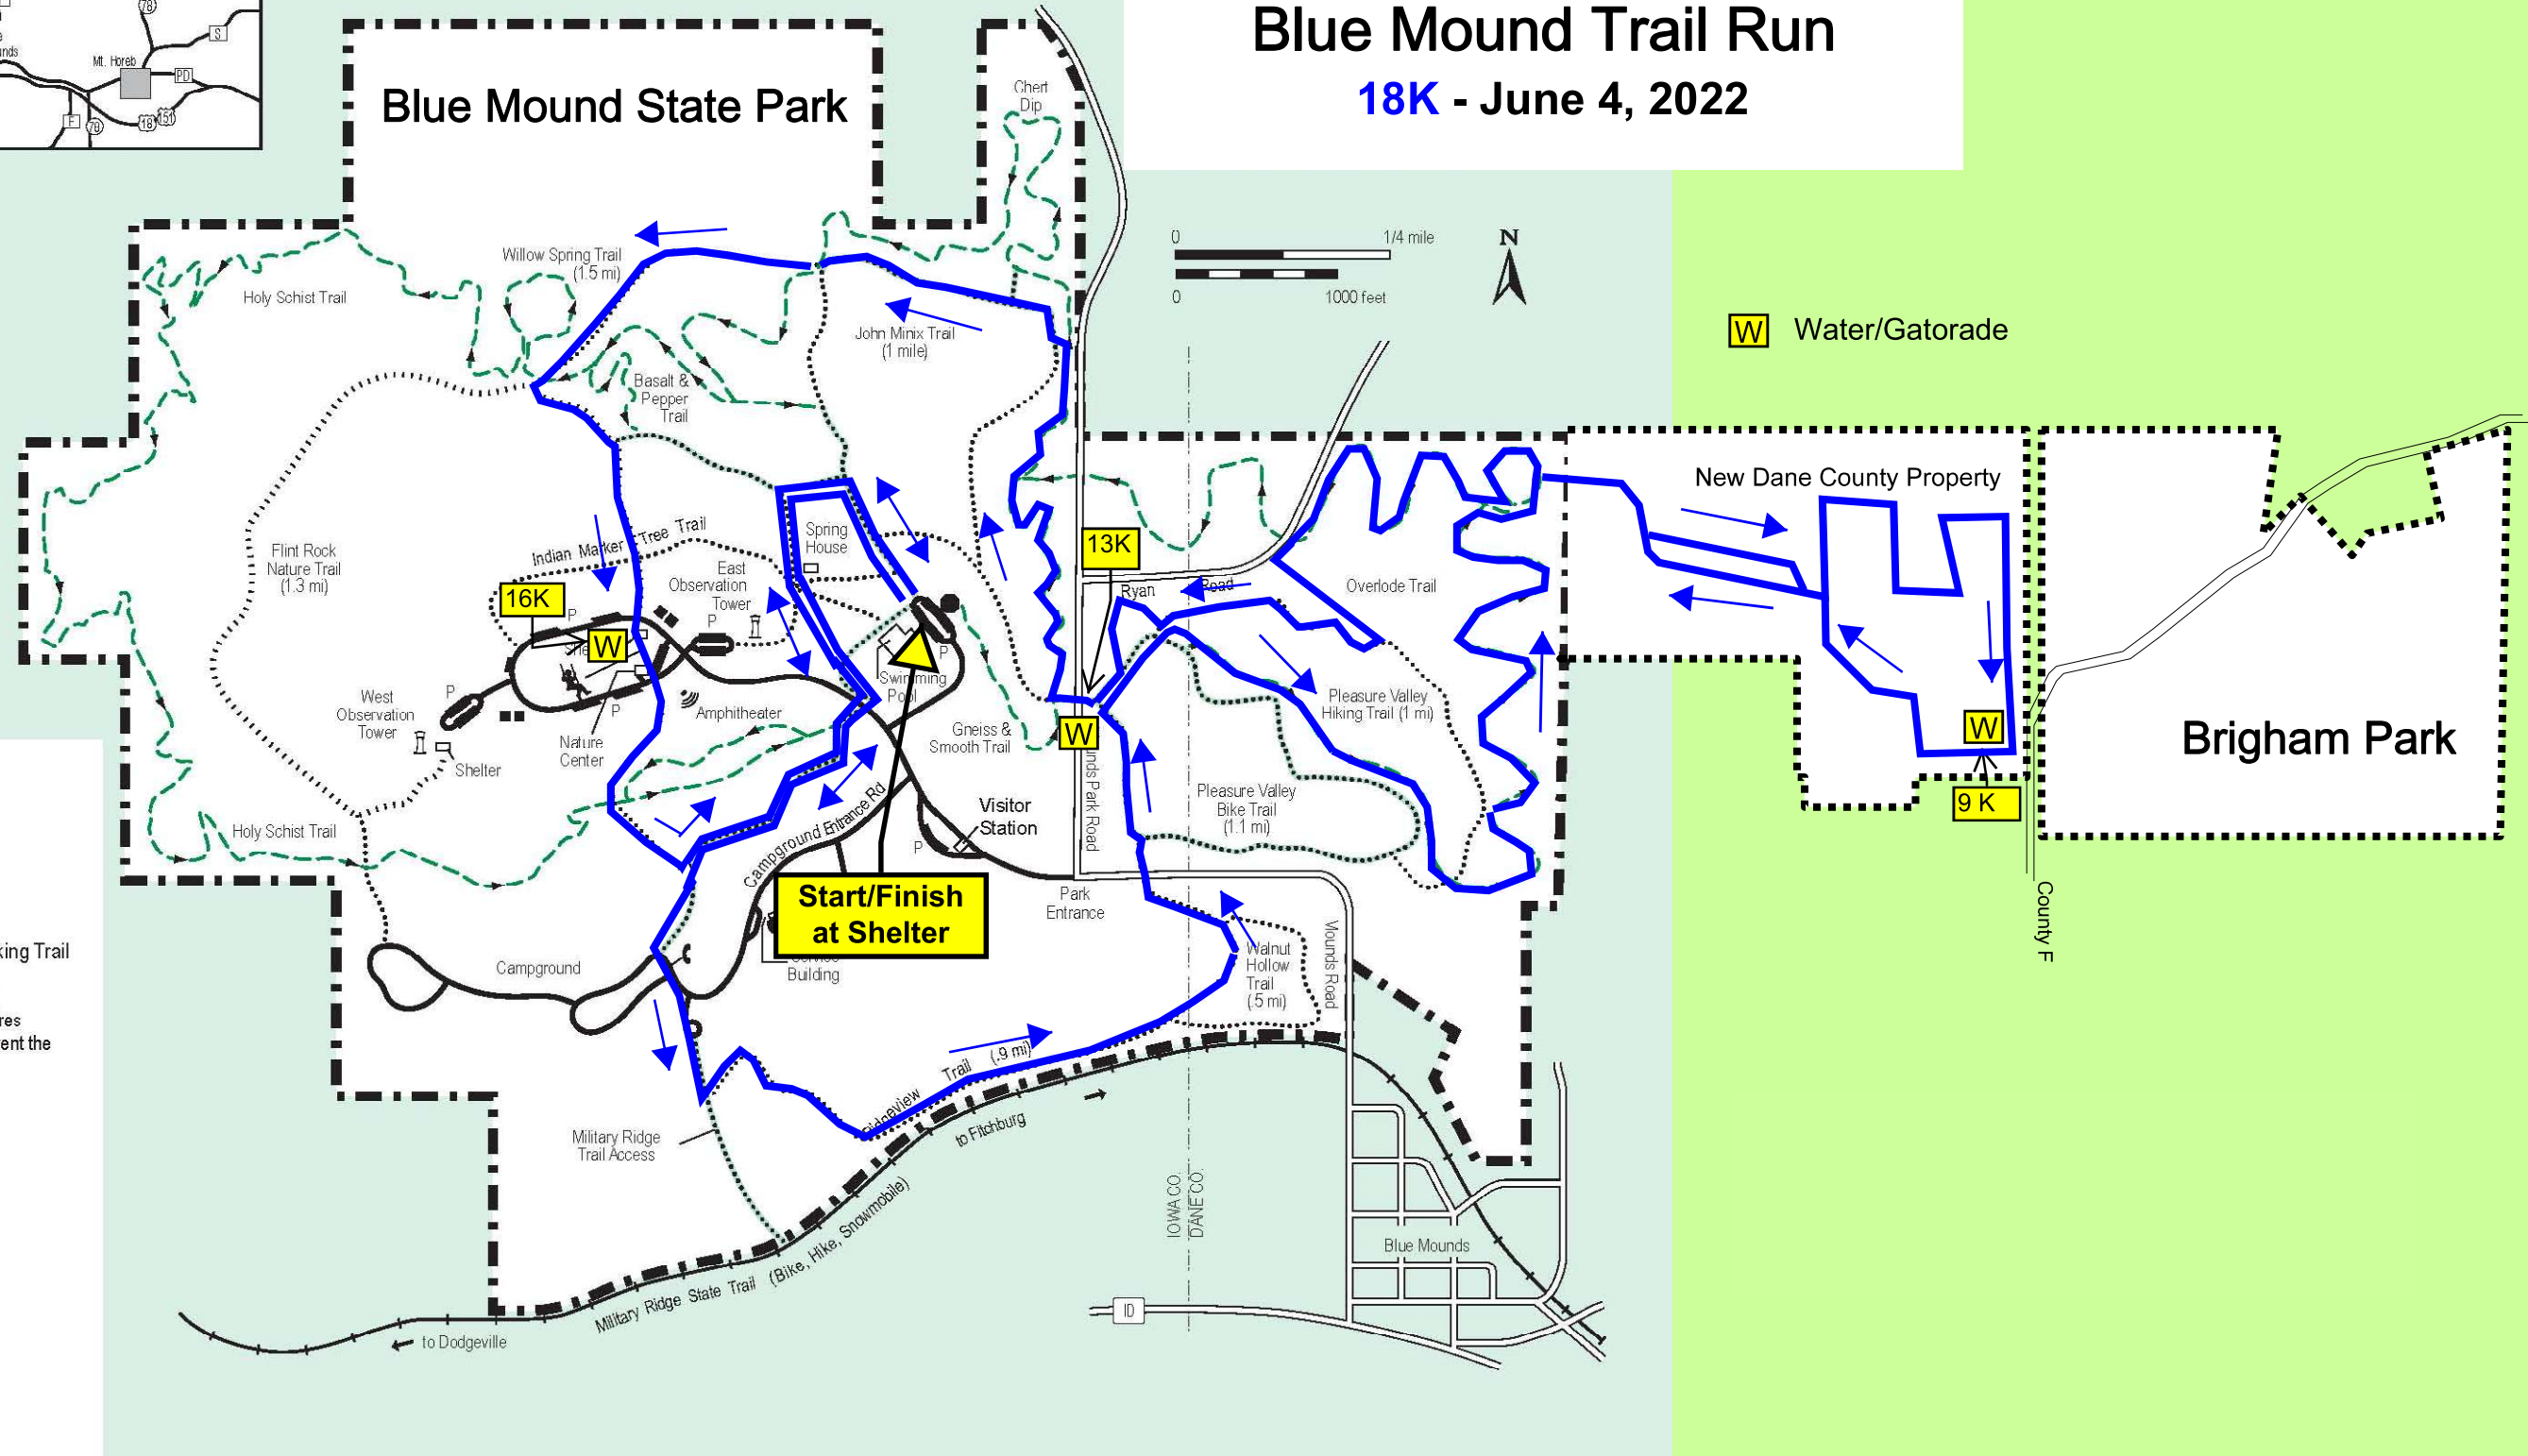 Blue Mound Trail Run
18K - June 4, 2022
Blue Mound State Park
78
S
Mt. Horeb
PD
F
78
18
151
Chert
Dip
0
1/4 mile
0
1000 feet
N
W
Water/Gatorade
Willow Spring Trail
(1.5 mi)
Holy Schist Trail
John Minix Trail
(1 mile)
Basalt &
Pepper
Trail
New Dane County Property
Spring
House
Indian Marker Tree Trail
Flint Rock
Nature Trail
(1.3 mi)
East
Observation
Tower
13K
Ryan Road
Overlode Trail
16K
P
P
W
P
Swimming
Pool
West
Observation
Tower
P
P
Amphitheater
Nature
Center
Shelter
Gneiss &
Smooth Trail
W
Pleasure Valley
Hiking Trail (1 mi)
W
Brigham Park
9 K
Pleasure Valley
Bike Trail
(1.1 mi)
Visitor
Station
P
Campground Entrance Rd
Park Road
Holy Schist Trail
Start/Finish
at Shelter
Park
Entrance
County F
Mounds Road
Walnut
Hollow
Trail
(.5 mi)
Campground
Building
Trail (.9 mi)
Military Ridge
Trail Access
to Fitchburg
Military Ridge State Trail (Bike, Hike, Snowmobile)
to Dodgeville
IOWA CO.
DANE CO.
Blue Mounds
ID